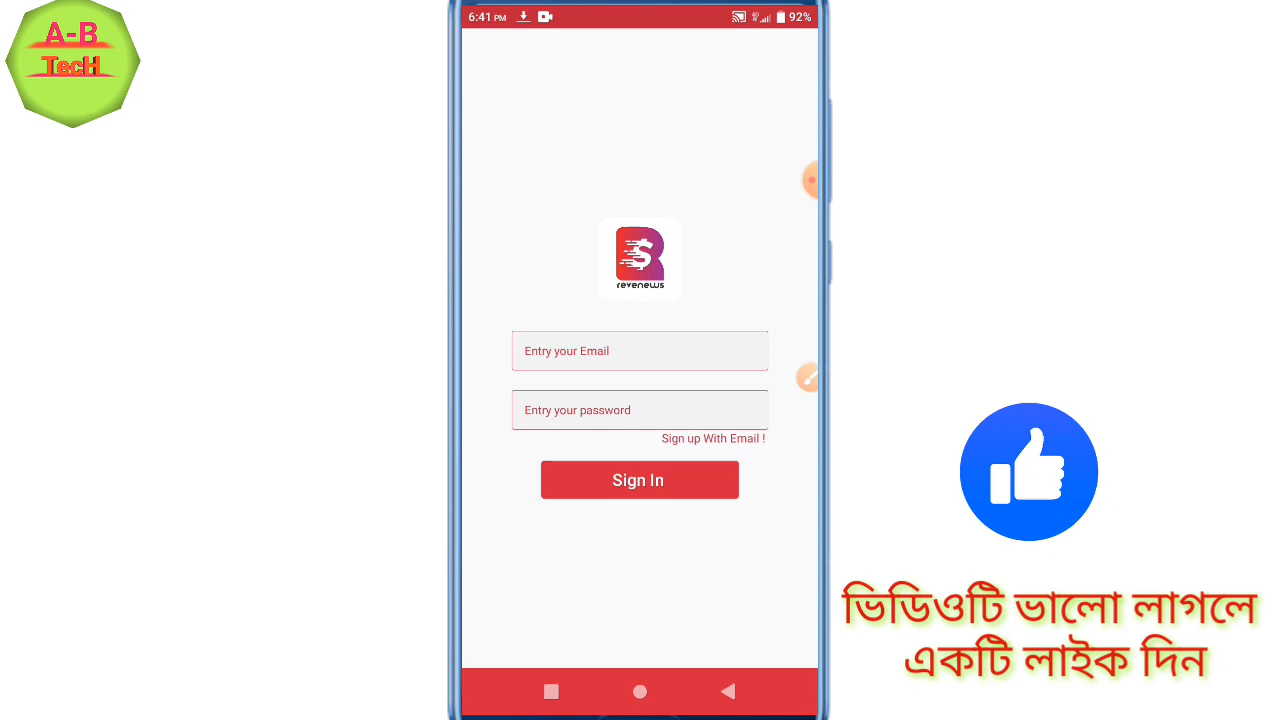 A-B
TecH
6:41 PM
92%
revenews
Entry your Email
Entry your password
Sign up With Email !
Sign In
ভিডিওটি ভালো লাগলে
একটি লাইক দিন